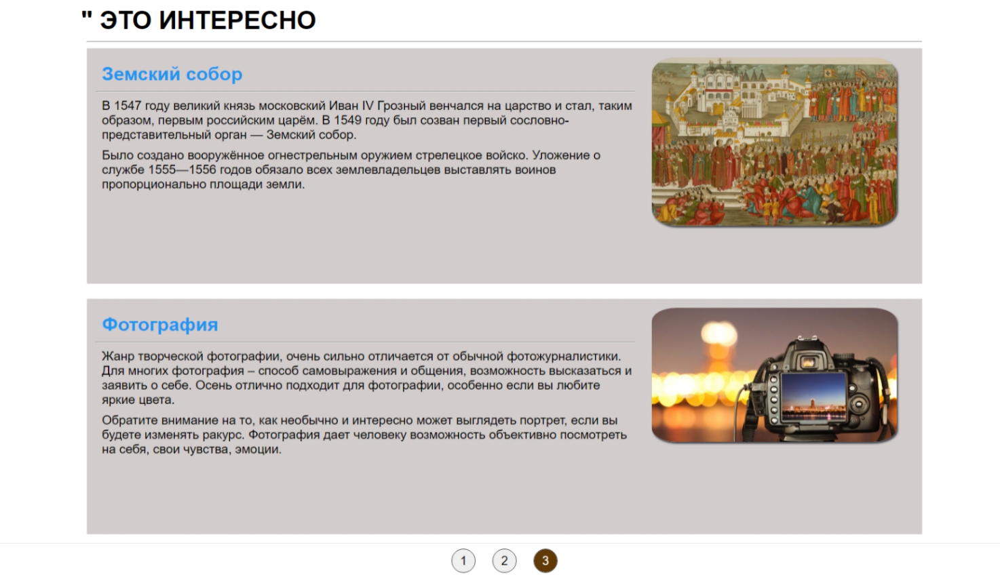 " ЭТО ИНТЕРЕСНО
Земский собор
В 1547 году великий князь московский Иван IV Грозный венчался на царство и стал, таким
образом, первым российским царём. В 1549 году был созван первый сословно-
представительный орган — Земский собор.
Было создано вооружённое огнестрельным оружием стрелецкое войско. Уложение о
службе 1555—1556 годов обязало всех землевладельцев выставлять воинов
пропорционально площади земли.
Фотография
Жанр творческой фотографии, очень сильно отличается от обычной фотожурналистики.
Для многих фотография – способ самовыражения и общения, возможность высказаться и
заявить о себе. Осень отлично подходит для фотографии, особенно если вы любите
яркие цвета.
Обратите внимание на то, как необычно и интересно может выглядеть портрет, если вы
будете изменять ракурс. Фотография дает человеку возможность объективно посмотреть
на себя, свои чувства, эмоции.
1 2 3